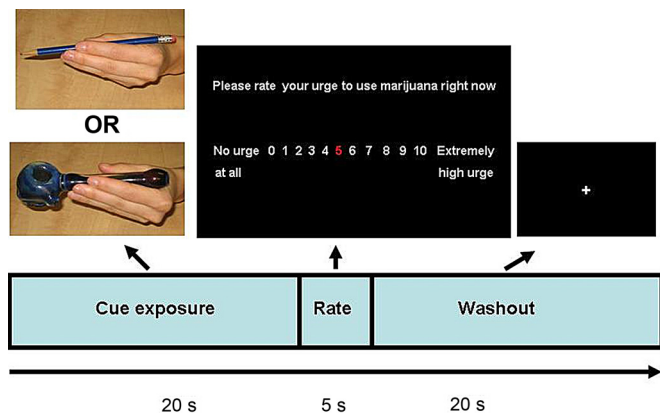 OR
Please rate your urge to use marijuana right now
No urge 0 1 2 3 4 5 6 7 8 9 10 Extremely
at all high urge
+
Cue exposure Rate Washout
20 s 5 s 20 s